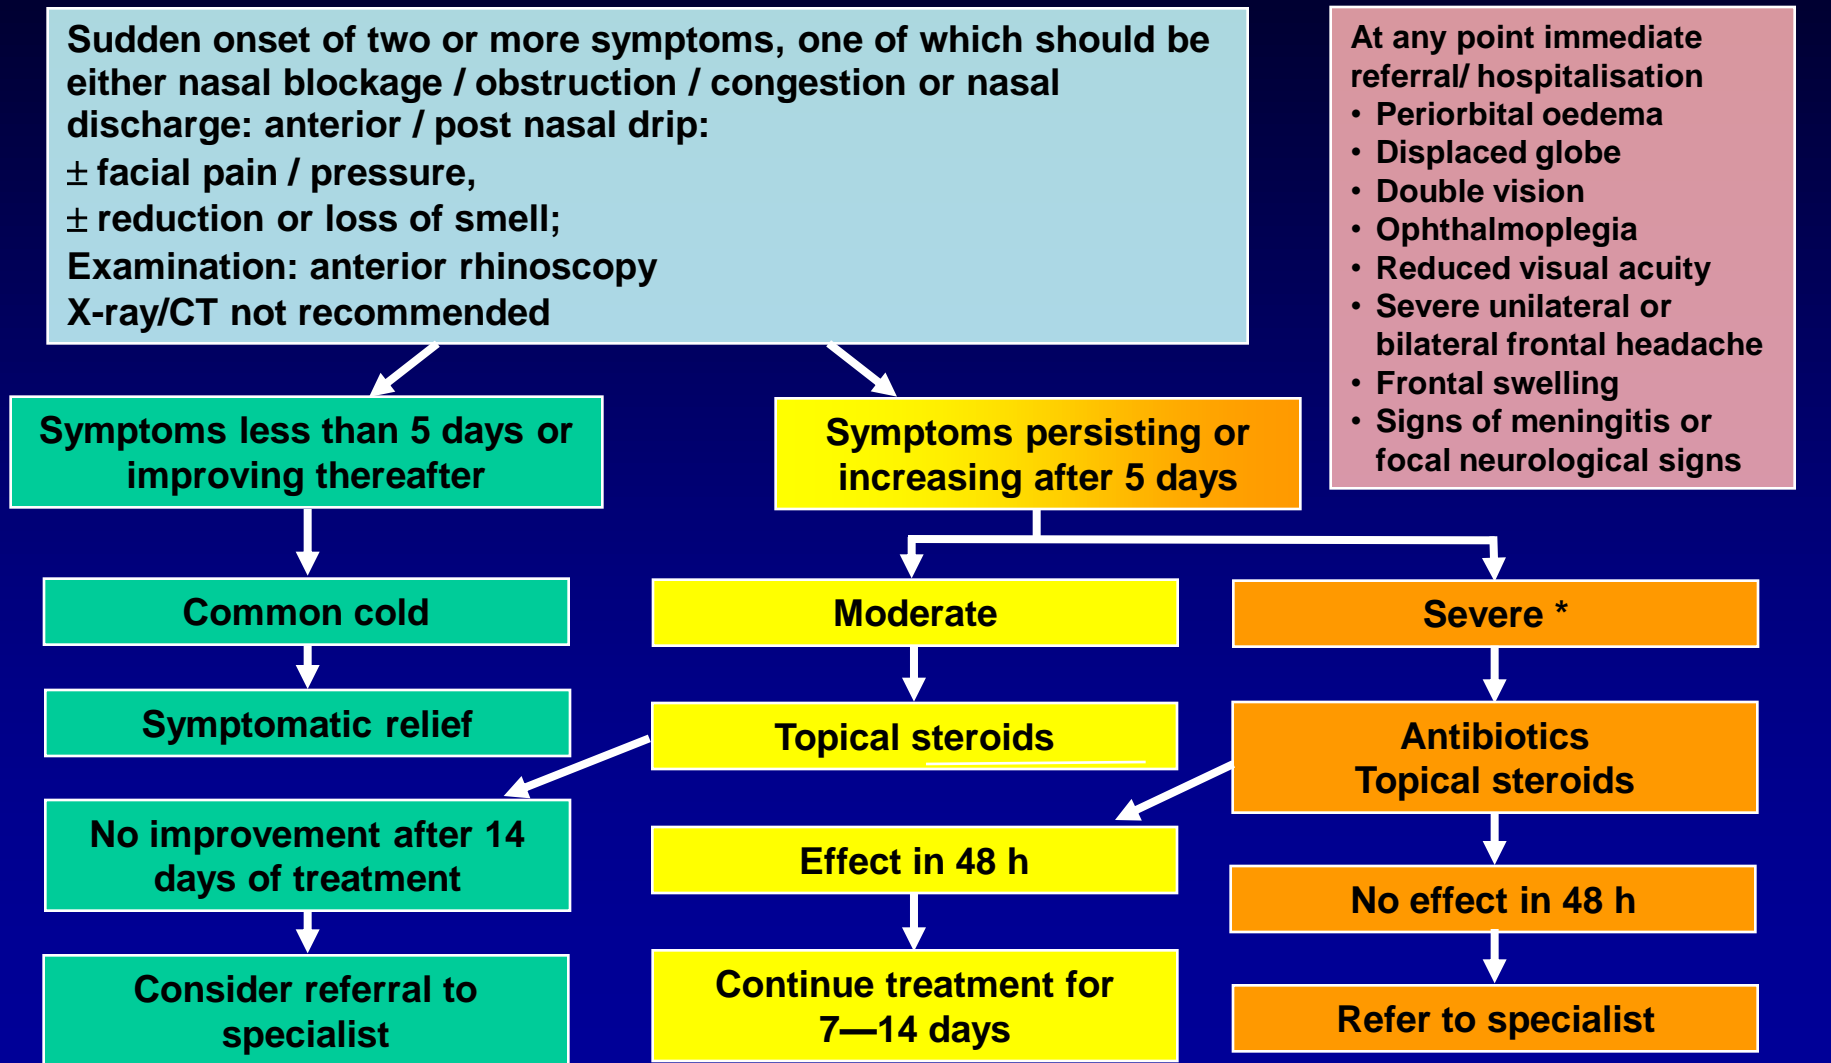 Sudden onset of two or more symptoms, one of which should be
either nasal blockage / obstruction / congestion or nasal
discharge: anterior / post nasal drip:
± facial pain / pressure,
± reduction or loss of smell;
Examination: anterior rhinoscopy
X-ray/CT not recommended
At any point immediate
referral/ hospitalisation
• Periorbital oedema
• Displaced globe
• Double vision
• Ophthalmoplegia
• Reduced visual acuity
• Severe unilateral or
bilateral frontal headache
• Frontal swelling
• Signs of meningitis or
focal neurological signs
Symptoms less than 5 days or
improving thereafter
Symptoms persisting or
increasing after 5 days
Common cold
Moderate
Severe *
Symptomatic relief
Topical steroids
Antibiotics
Topical steroids
No improvement after 14
days of treatment
Effect in 48 h
No effect in 48 h
Consider referral to
specialist
Continue treatment for
7—14 days
Refer to specialist